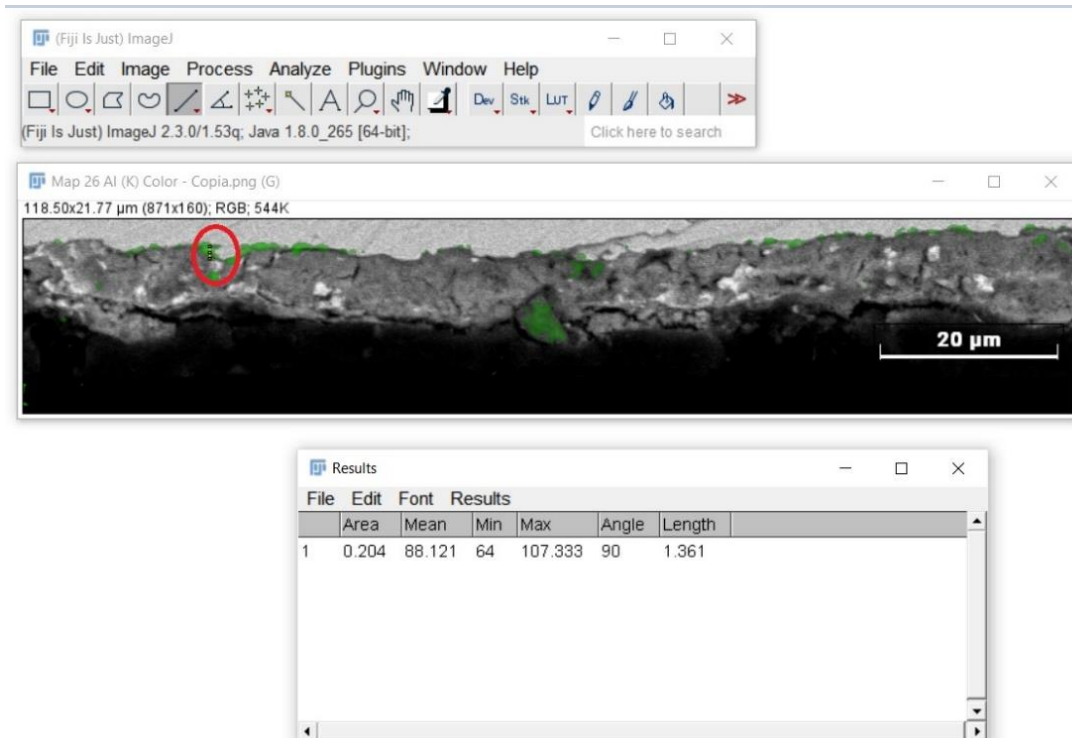 (Fiji Is Just) ImageJ
File Edit Image Process Analyze Plugins Window Help
A Dev Stk LUT >>
(Fiji Is Just) ImageJ 2.3.0/1.53q; Java 1.8.0_265 [64-bit]; Click here to search
Map 26 Al (K) Color - Copia.png (G)
118.50x21.77 µm (871x160); RGB; 544K
20 µm
Results
File Edit Font Results
Area Mean Min Max Angle Length
1 0.204 88.121 64 107.333 90 1.361